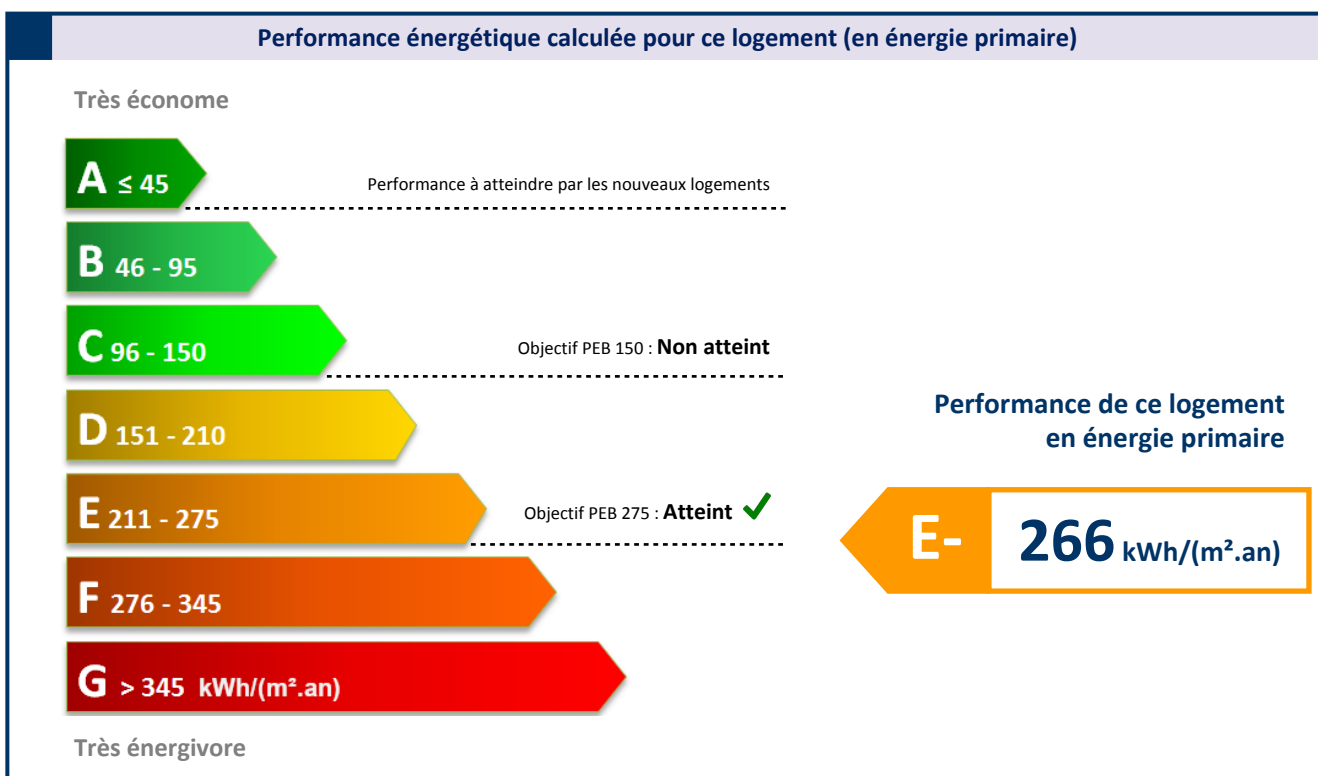 Performance énergétique calculée pour ce logement (en énergie primaire)
Très économe
A ≤ 45
Performance à atteindre par les nouveaux logements
B 46 - 95
C 96 - 150
Objectif PEB 150 : Non atteint
D 151 - 210
Performance de ce logement
en énergie primaire
E 211 - 275
Objectif PEB 275 : Atteint ✓
E- 266 kWh/(m².an)
F 276 - 345
G > 345 kWh/(m².an)
Très énergivore